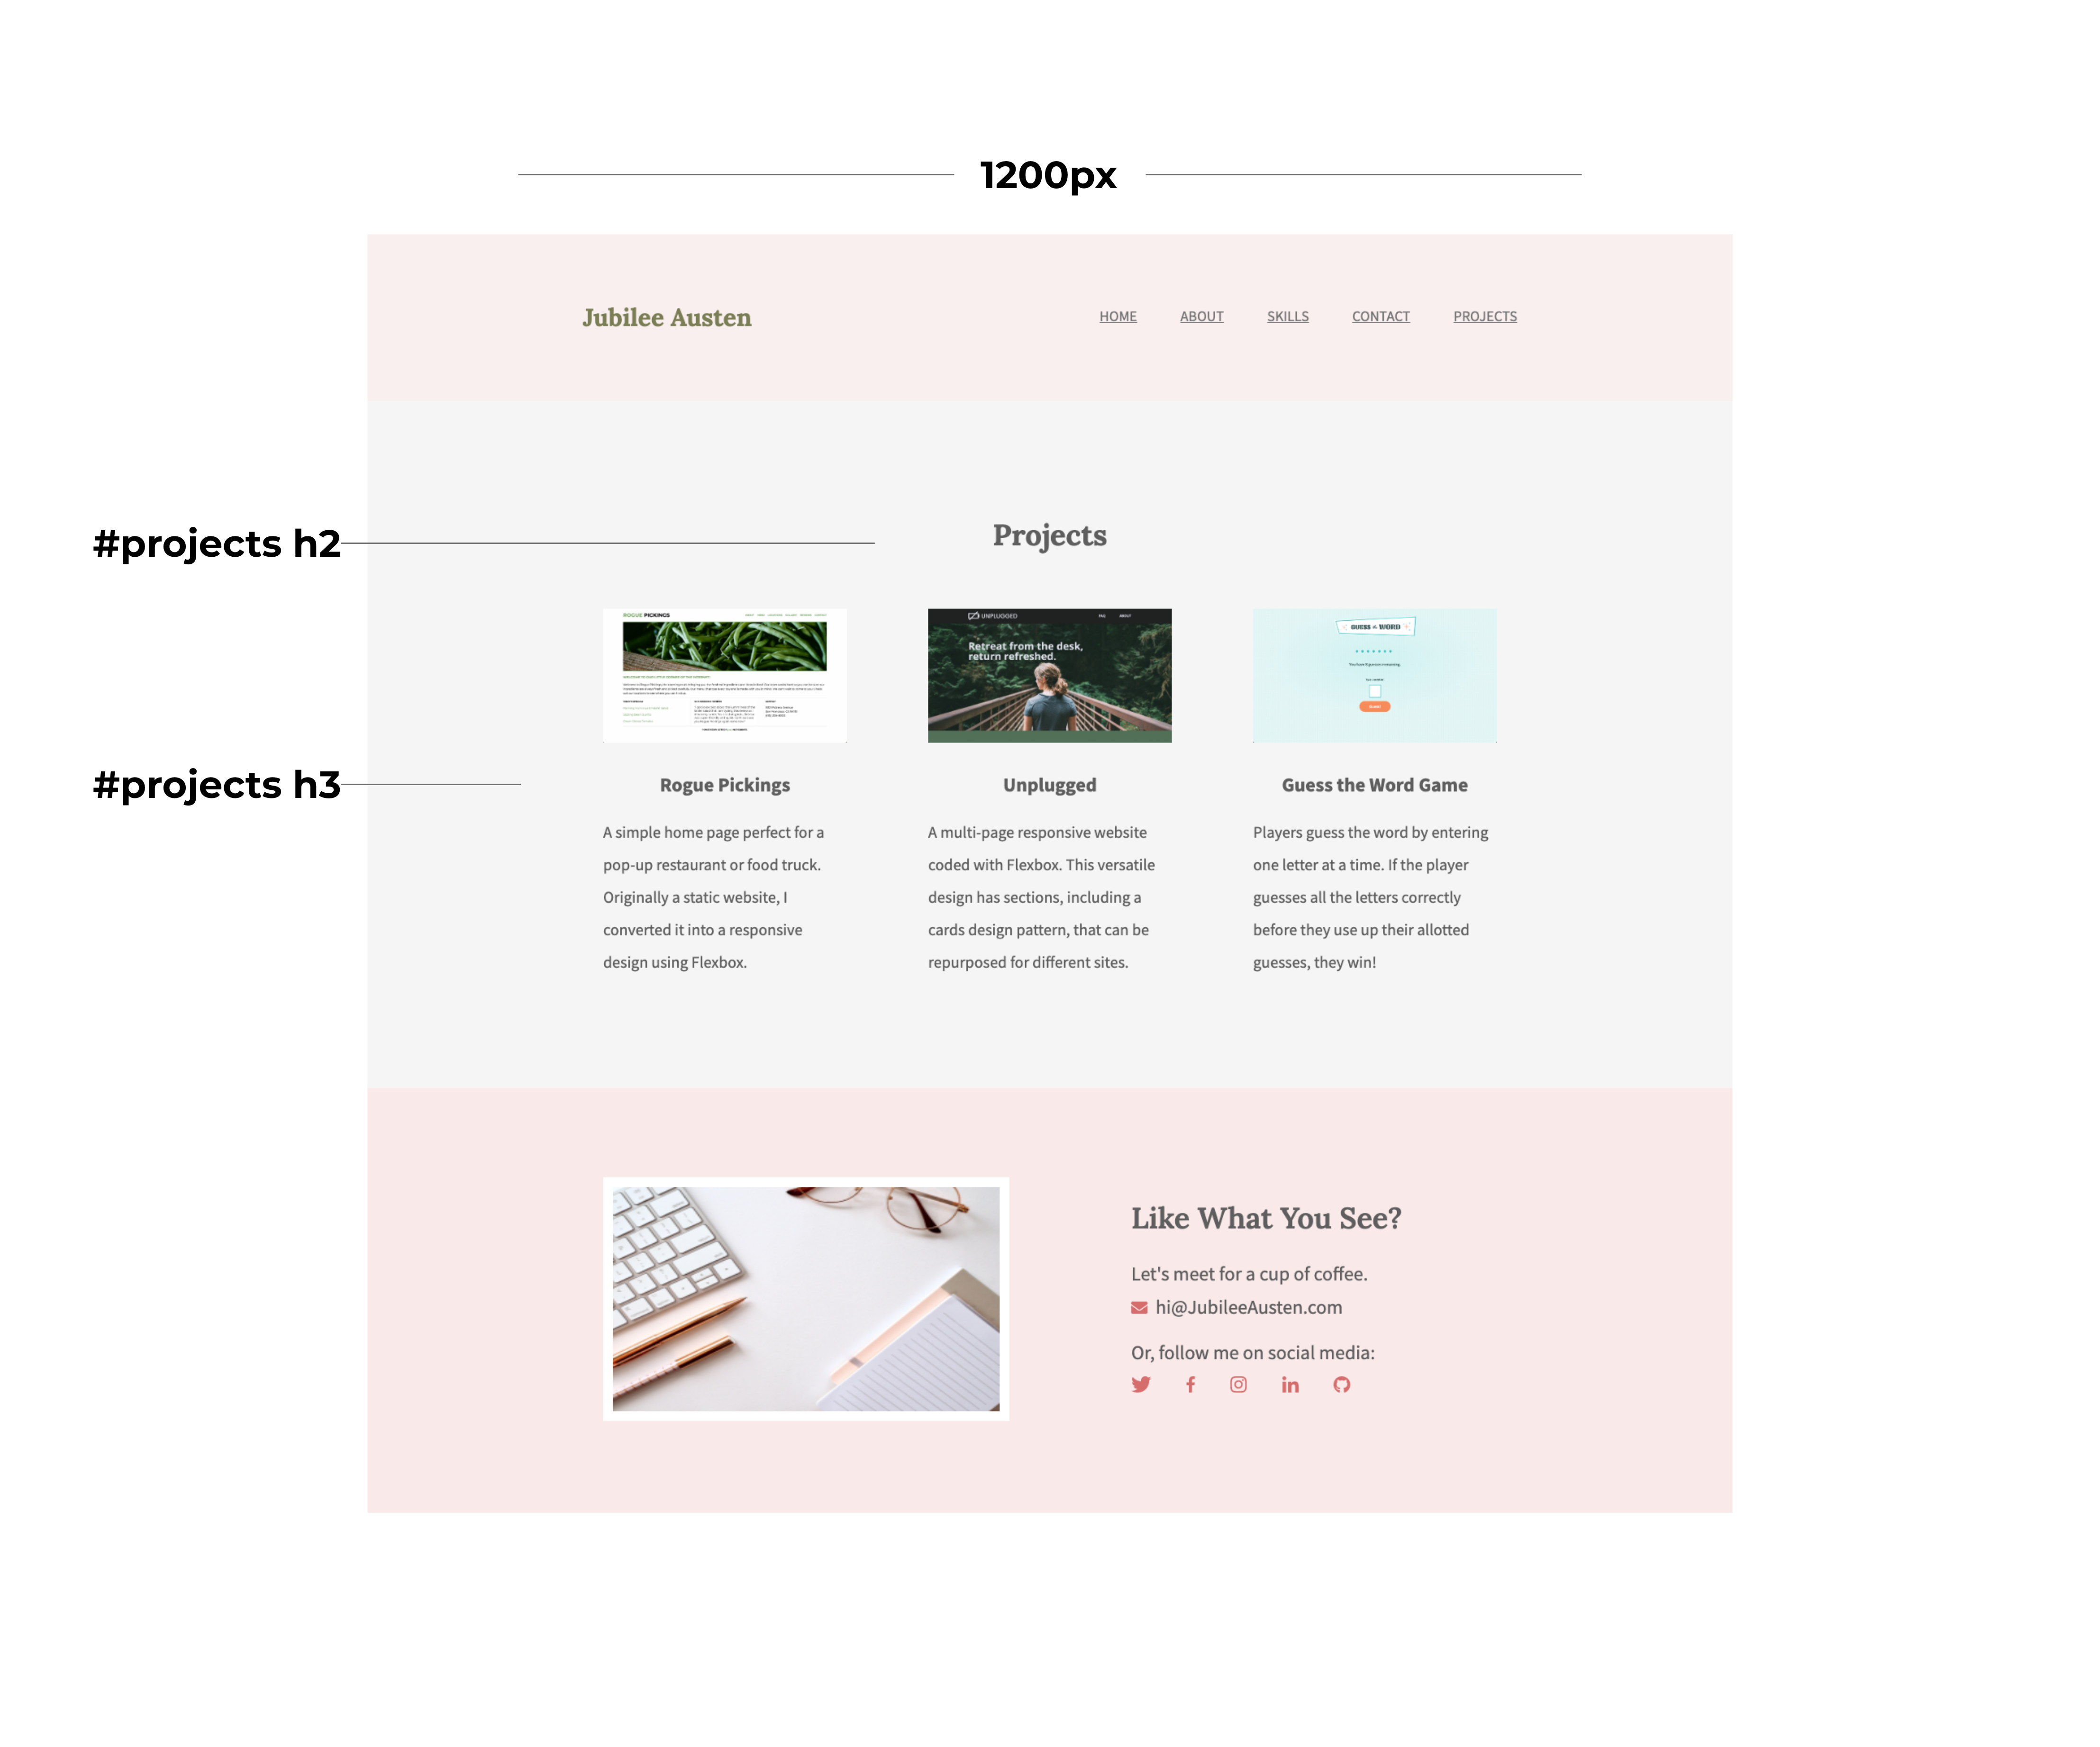 1200px
Jubilee Austen
HOME ABOUT SKILLS CONTACT PROJECTS
#projects h2
Projects
ROGUE PICKINGS
UNPLUGGED FAQ ABOUT
Retreat from the desk,
return refreshed.
GUESS the WORD
#projects h3
Rogue Pickings
A simple home page perfect for a
pop-up restaurant or food truck.
Originally a static website, I
converted it into a responsive
design using Flexbox.
Unplugged
A multi-page responsive website
coded with Flexbox. This versatile
design has sections, including a
cards design pattern, that can be
repurposed for different sites.
Guess the Word Game
Players guess the word by entering
one letter at a time. If the player
guesses all the letters correctly
before they use up their allotted
guesses, they win!
Like What You See?
Let's meet for a cup of coffee.
hi@JubileeAusten.com
Or, follow me on social media: